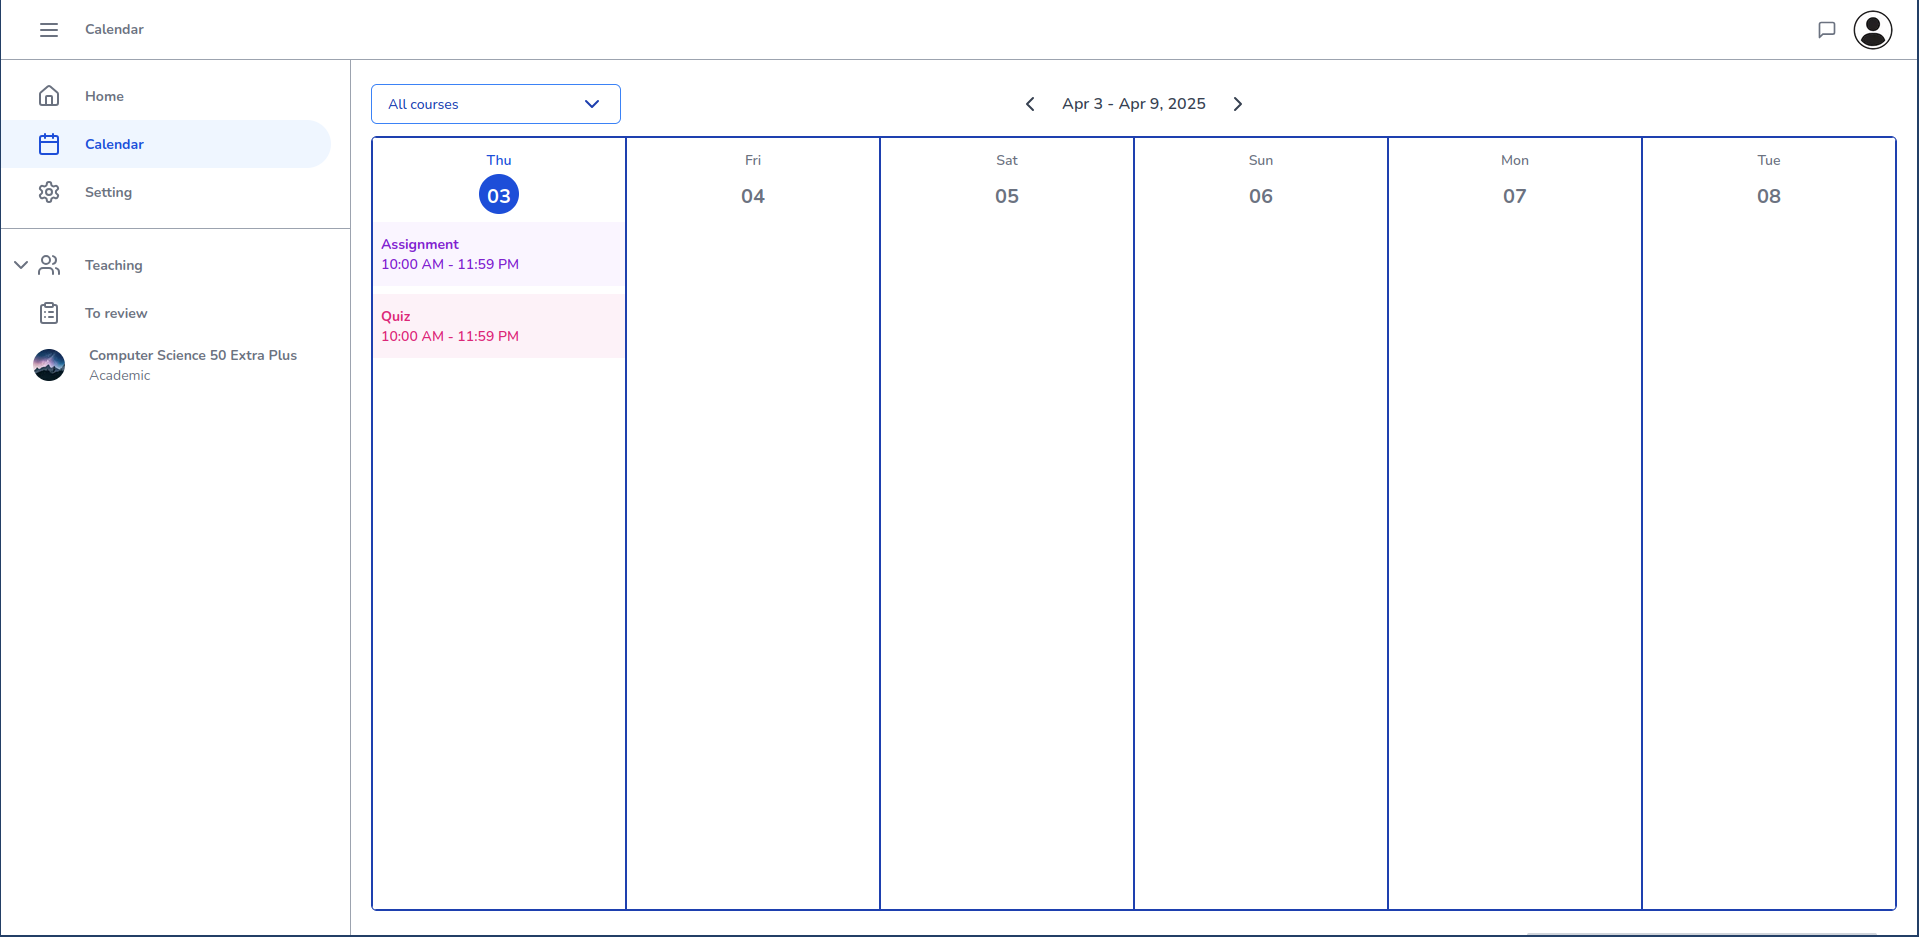 Calendar
Home
Calendar
Setting
Teaching
To review
Computer Science 50 Extra Plus
Academic
All courses
Apr 3 - Apr 9, 2025
Thu
03
Assignment
10:00 AM - 11:59 PM
Quiz
10:00 AM - 11:59 PM
Fri
04
Sat
05
Sun
06
Mon
07
Tue
08